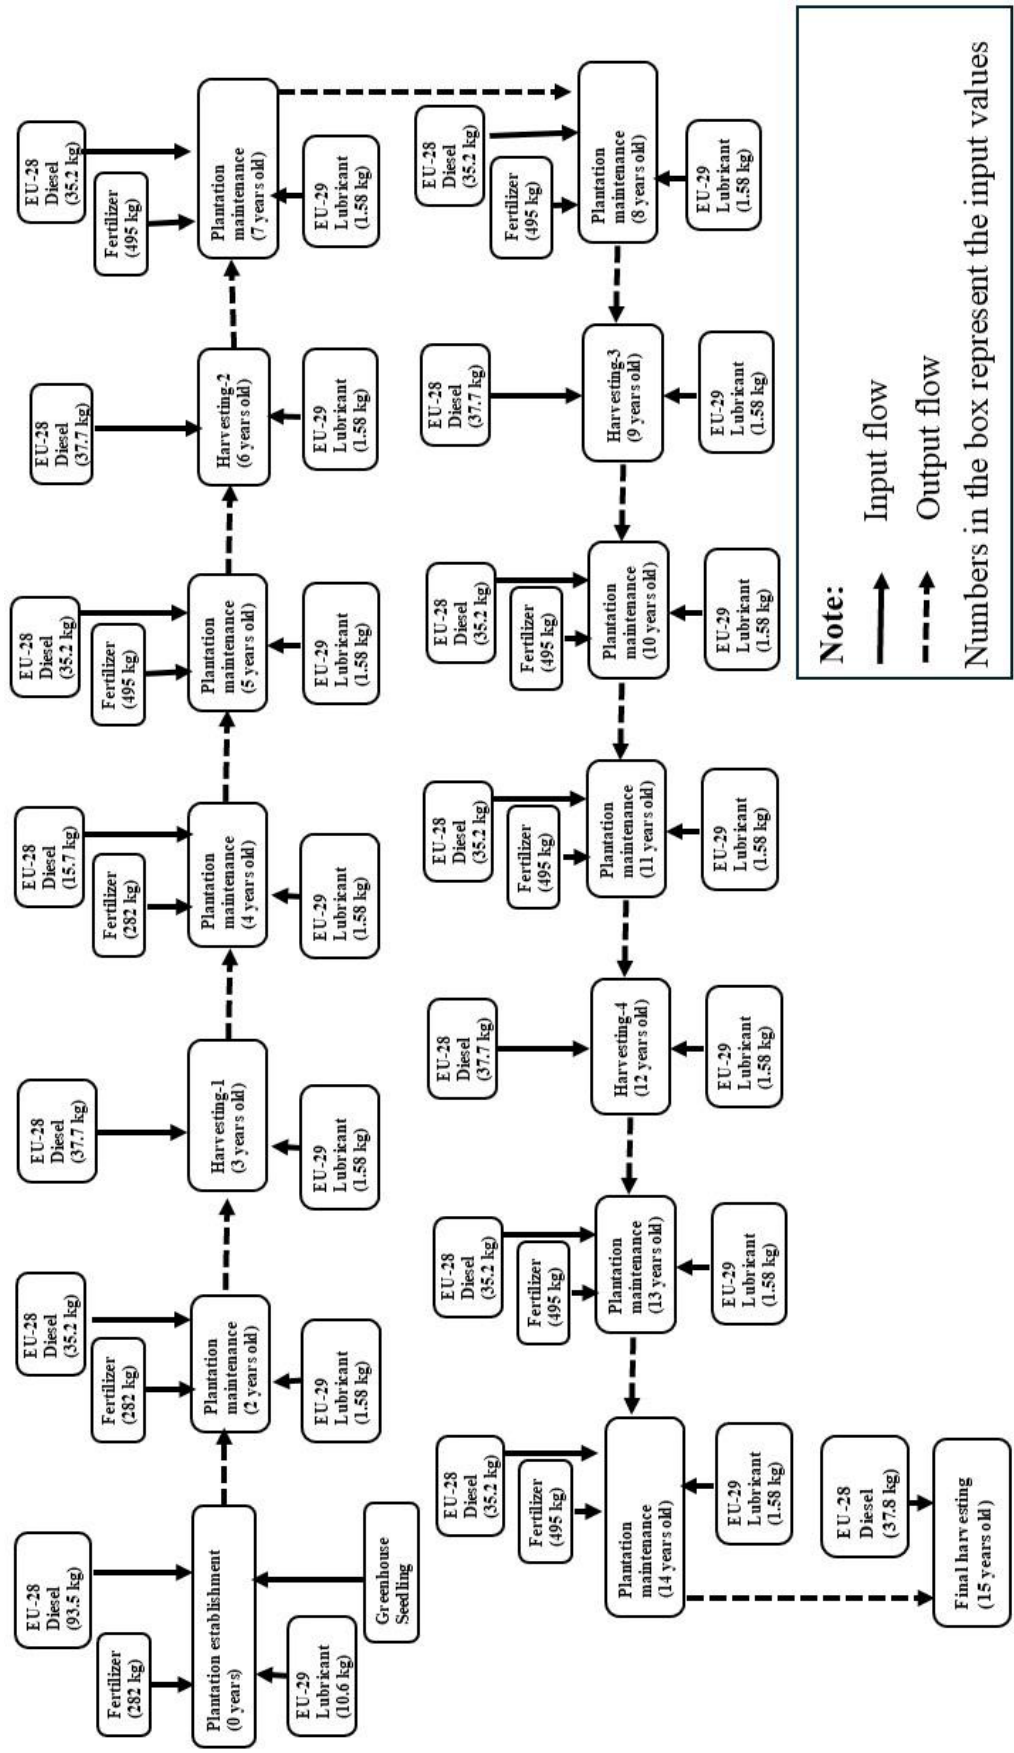 EU-28
Diesel
(93.5 kg)
Fertilizer
(282 kg)
Plantation establishment
(0 years)
EU-29
Lubricant
(10.6 kg)
Greenhouse
Seedling
EU-28
Diesel
(35.2 kg)
Fertilizer
(282 kg)
Plantation
maintenance
(2 years old)
EU-29
Lubricant
(1.58 kg)
EU-28
Diesel
(37.7 kg)
Harvesting-1
(3 years old)
EU-29
Lubricant
(1.58 kg)
EU-28
Diesel
(15.7 kg)
Fertilizer
(282 kg)
Plantation
maintenance
(4 years old)
EU-29
Lubricant
(1.58 kg)
EU-28
Diesel
(35.2 kg)
Fertilizer
(495 kg)
Plantation
maintenance
(5 years old)
EU-29
Lubricant
(1.58 kg)
EU-28
Diesel
(37.7 kg)
Harvesting-2
(6 years old)
EU-29
Lubricant
(1.58 kg)
EU-28
Diesel
(35.2 kg)
Fertilizer
(495 kg)
Plantation
maintenance
(7 years old)
EU-29
Lubricant
(1.58 kg)
EU-28
Diesel
(35.2 kg)
Fertilizer
(495 kg)
Plantation
maintenance
(8 years old)
EU-29
Lubricant
(1.58 kg)
EU-28
Diesel
(37.7 kg)
Harvesting-3
(9 years old)
EU-29
Lubricant
(1.58 kg)
EU-28
Diesel
(35.2 kg)
Fertilizer
(495 kg)
Plantation
maintenance
(10 years old)
EU-29
Lubricant
(1.58 kg)
EU-28
Diesel
(35.2 kg)
Fertilizer
(495 kg)
Plantation
maintenance
(11 years old)
EU-29
Lubricant
(1.58 kg)
EU-28
Diesel
(37.7 kg)
Harvesting-4
(12 years old)
EU-29
Lubricant
(1.58 kg)
EU-28
Diesel
(35.2 kg)
Fertilizer
(495 kg)
Plantation
maintenance
(13 years old)
EU-29
Lubricant
(1.58 kg)
EU-28
Diesel
(35.2 kg)
Fertilizer
(495 kg)
Plantation
maintenance
(14 years old)
EU-29
Lubricant
(1.58 kg)
EU-28
Diesel
(37.8 kg)
Final harvesting
(15 years old)
Note:
Input flow
Output flow
Numbers in the box represent the input values